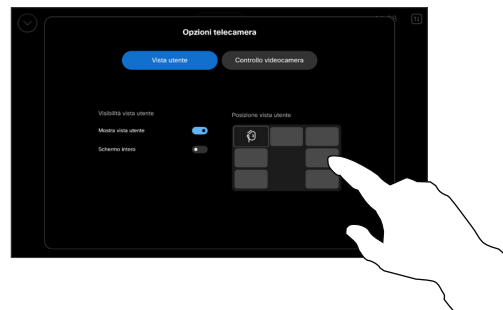 Opzioni telecamera
Vista utente
Controllo videocamera
Visibilità vista utente
Mostra vista utente
Schermo intero
Posizione vista utente